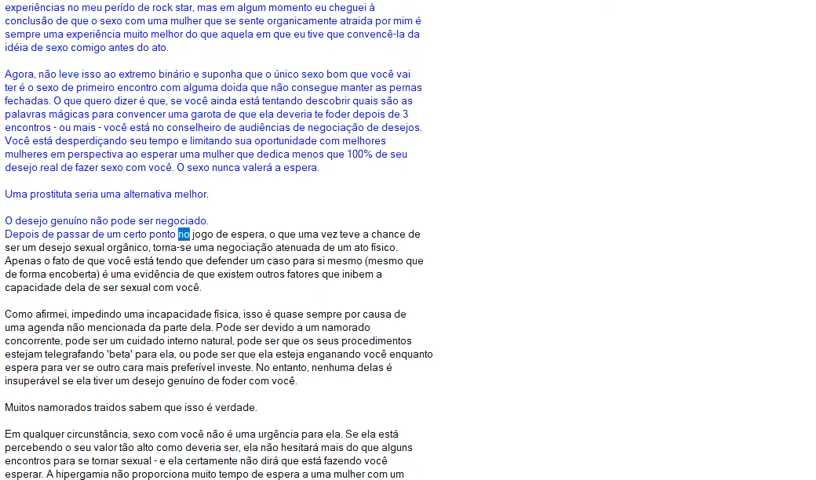 experiências no meu perído de rock star, mas em algum momento eu cheguei à
conclusão de que o sexo com uma mulher que se sente organicamente atraida por mim é
sempre uma experiência muito melhor do que aquela em que eu tive que convencê-la da
idéia de sexo comigo antes do ato.

Agora, não leve isso ao extremo binário e suponha que o único sexo bom que você vai
ter é o sexo de primeiro encontro com alguma doida que não consegue manter as pernas
fechadas. O que quero dizer é que, se você ainda está tentando descobrir quais são as
palavras mágicas para convencer uma garota de que ela deveria te foder depois de 3
encontros - ou mais - você está no conselheiro de audiências de negociação de desejos.
Você está desperdiçando seu tempo e limitando sua oportunidade com melhores
mulheres em perspectiva ao esperar uma mulher que dedica menos que 100% de seu
desejo real de fazer sexo com você. O sexo nunca valerá a espera.

Uma prostituta seria uma alternativa melhor.

O desejo genuíno não pode ser negociado.
Depois de passar de um certo ponto no jogo de espera, o que uma vez teve a chance de
ser um desejo sexual orgânico, torna-se uma negociação atenuada de um ato físico.
Apenas o fato de que você está tendo que defender um caso para si mesmo (mesmo que
de forma encoberta) é uma evidência de que existem outros fatores que inibem a
capacidade dela de ser sexual com você.

Como afirmei, impedindo uma incapacidade física, isso é quase sempre por causa de
uma agenda não mencionada da parte dela. Pode ser devido a um namorado
concorrente, pode ser um cuidado interno natural, pode ser que os seus procedimentos
estejam telegrafando 'beta' para ela, ou pode ser que ela esteja enganando você enquanto
espera para ver se outro cara mais preferível investe. No entanto, nenhuma delas é
insuperável se ela tiver um desejo genuíno de foder com você.

Muitos namorados traidos sabem que isso é verdade.

Em qualquer circunstância, sexo com você não é uma urgência para ela. Se ela está
percebendo o seu valor tão alto como deveria ser, ela não hesitará mais do que alguns
encontros para se tornar sexual - e ela certamente não dirá que está fazendo você
esperar. A hipergamia não proporciona muito tempo de espera a uma mulher com um